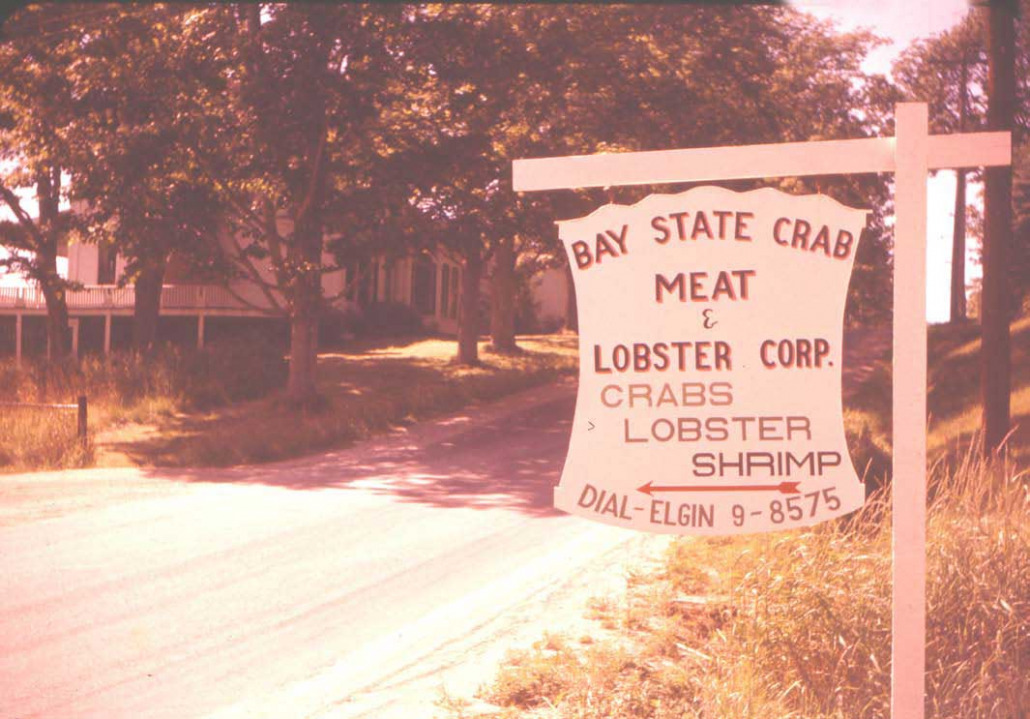 BAY STATE CRAB
MEAT
&
LOBSTER CORP.
CRABS
LOBSTER
SHRIMP
DIAL-ELGIN 9-8575